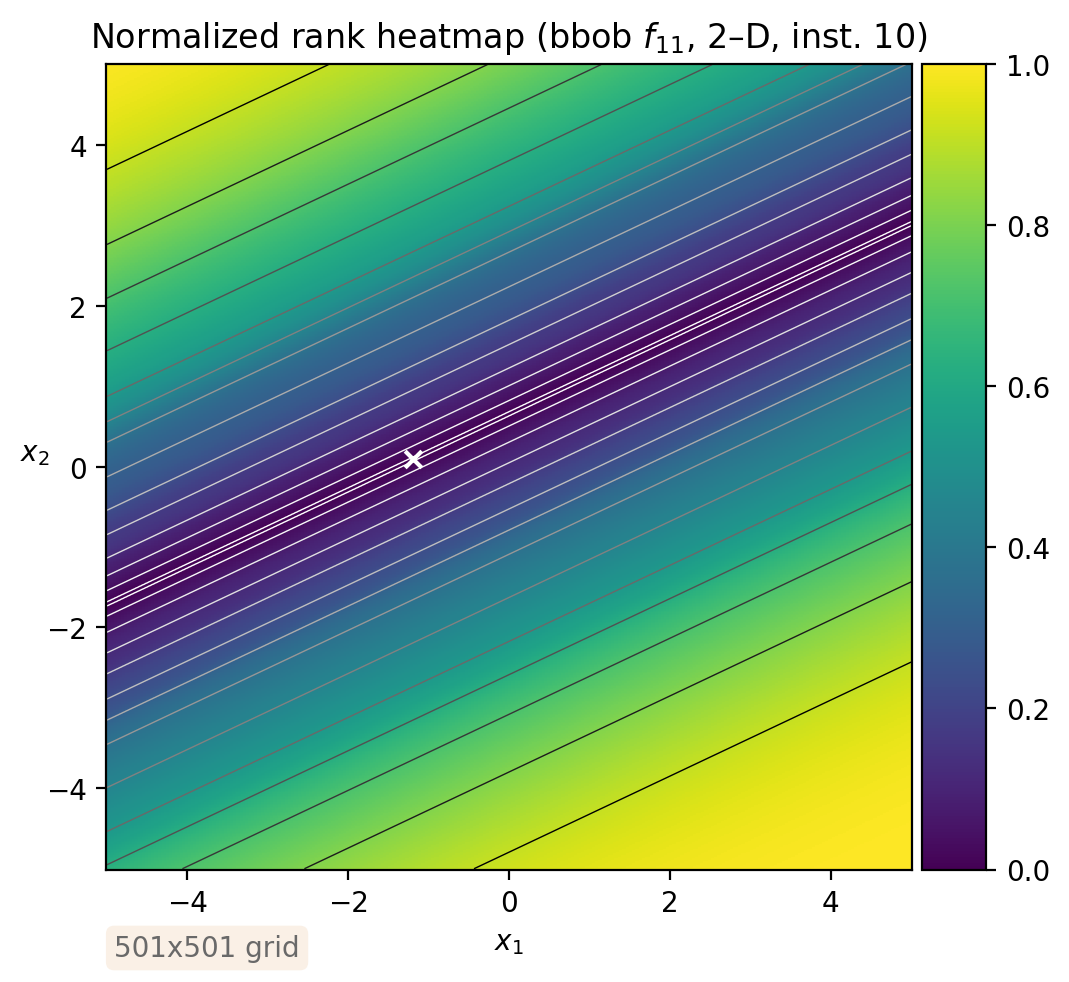 Normalized rank heatmap (bbob f₁₁, 2–D, inst. 10)
1.0
0.8
0.6
0.4
0.2
0.0
4
2
0
−2
−4
x₂
−4 −2 0 2 4
x₁
501x501 grid